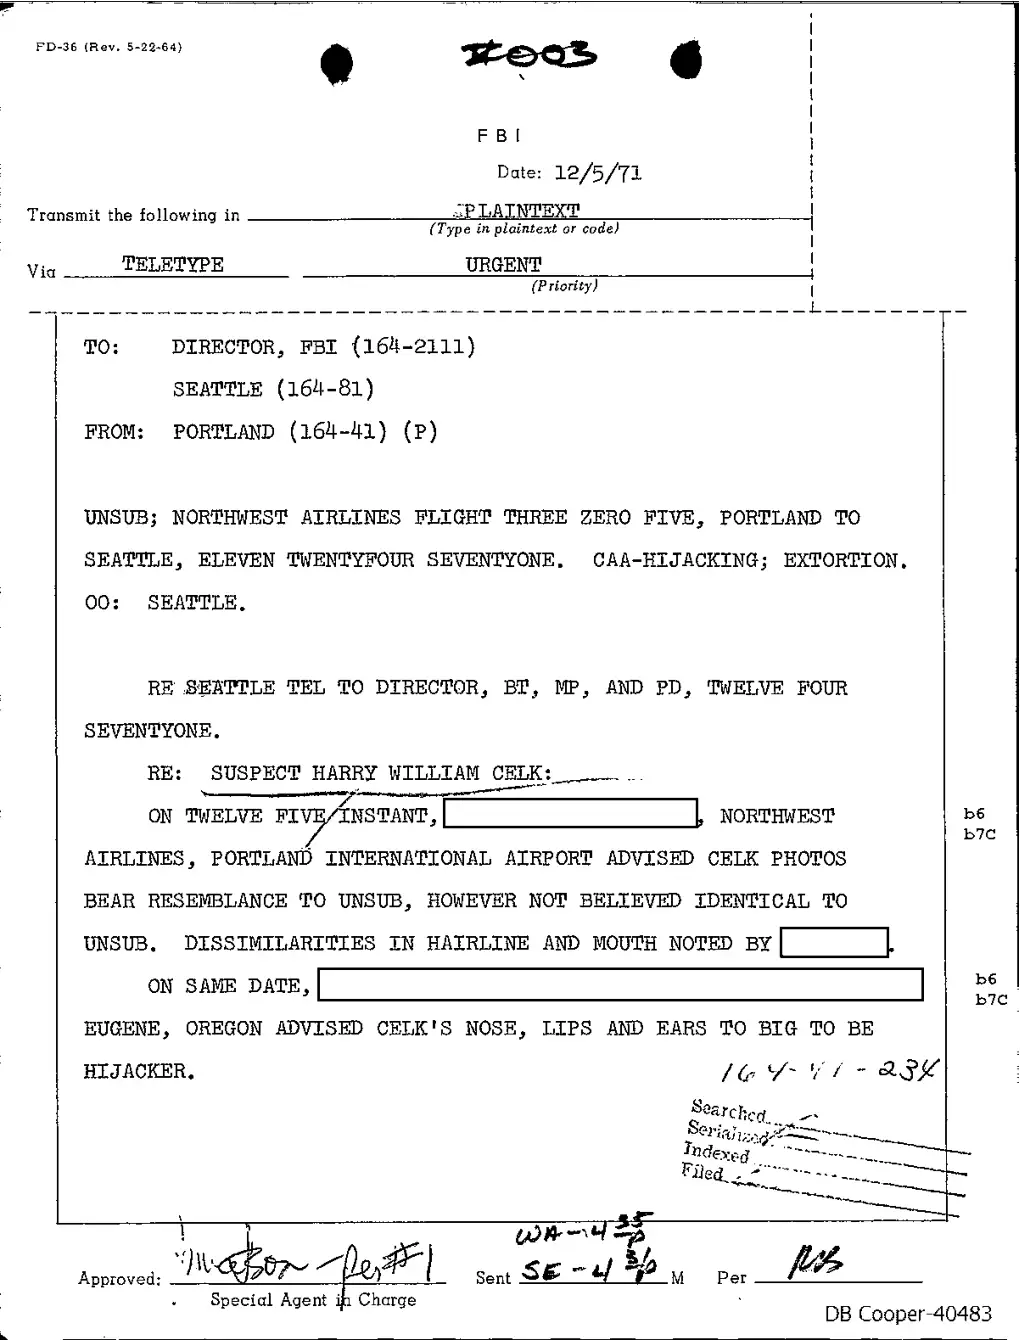 FD-36 (Rev. 5-22-64)
#003
F B I
Date: 12/5/71
Transmit the following in PLAINTEXT
(Type in plaintext or code)
Via TELETYPE URGENT
(Priority)
TO: DIRECTOR, FBI (164-2111)
SEATTLE (164-81)
FROM: PORTLAND (164-41) (P)
UNSUB; NORTHWEST AIRLINES FLIGHT THREE ZERO FIVE, PORTLAND TO
SEATTLE, ELEVEN TWENTYFOUR SEVENTYONE. CAA-HIJACKING; EXTORTION.
OO: SEATTLE.
RE SEATTLE TEL TO DIRECTOR, BT, MP, AND PD, TWELVE FOUR
SEVENTYONE.
RE: SUSPECT HARRY WILLIAM CELK:
ON TWELVE FIVE INSTANT, , NORTHWEST
b6
b7C
AIRLINES, PORTLAND INTERNATIONAL AIRPORT ADVISED CELK PHOTOS
BEAR RESEMBLANCE TO UNSUB, HOWEVER NOT BELIEVED IDENTICAL TO
UNSUB. DISSIMILARITIES IN HAIRLINE AND MOUTH NOTED BY .
ON SAME DATE,
b6
b7C
EUGENE, OREGON ADVISED CELK'S NOSE, LIPS AND EARS TO BIG TO BE
HIJACKER.
164-41-234
Searched
Serialized
Indexed
Filed
WA-4 35 P
Approved: per #1 Sent SE-4 P M Per
Special Agent in Charge
DB Cooper-40483